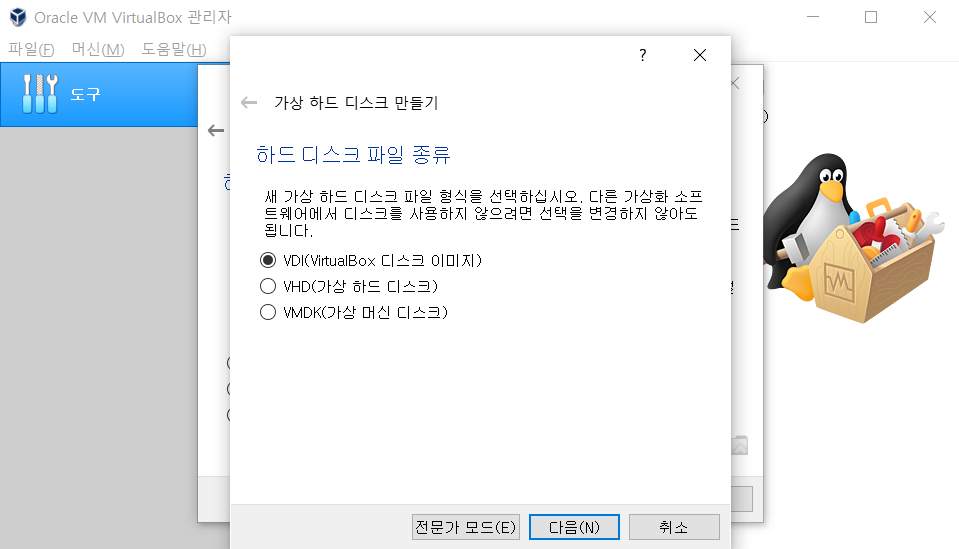 Oracle VM VirtualBox 관리자
파일(F) 머신(M) 도움말(H)
도구
?
가상 하드 디스크 만들기
하드 디스크 파일 종류
새 가상 하드 디스크 파일 형식을 선택하십시오. 다른 가상화 소프
트웨어에서 디스크를 사용하지 않으려면 선택을 변경하지 않아도
됩니다.
VDI(VirtualBox 디스크 이미지)
VHD(가상 하드 디스크)
VMDK(가상 머신 디스크)
전문가 모드(E) 다음(N) 취소